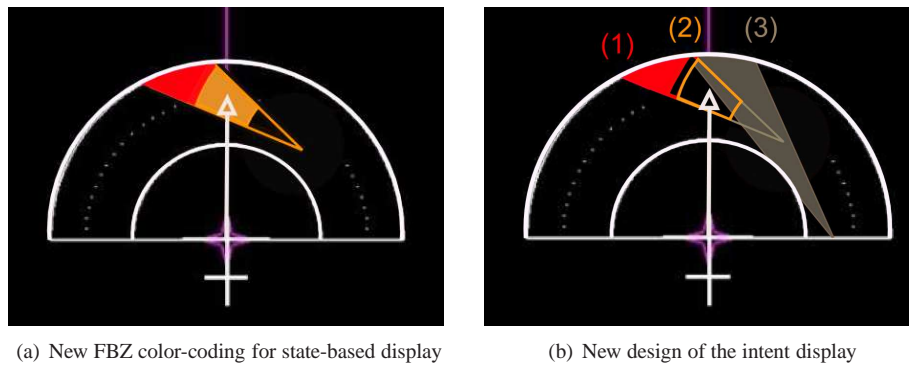 (1) (2) (3)
(a) New FBZ color-coding for state-based display
(b) New design of the intent display